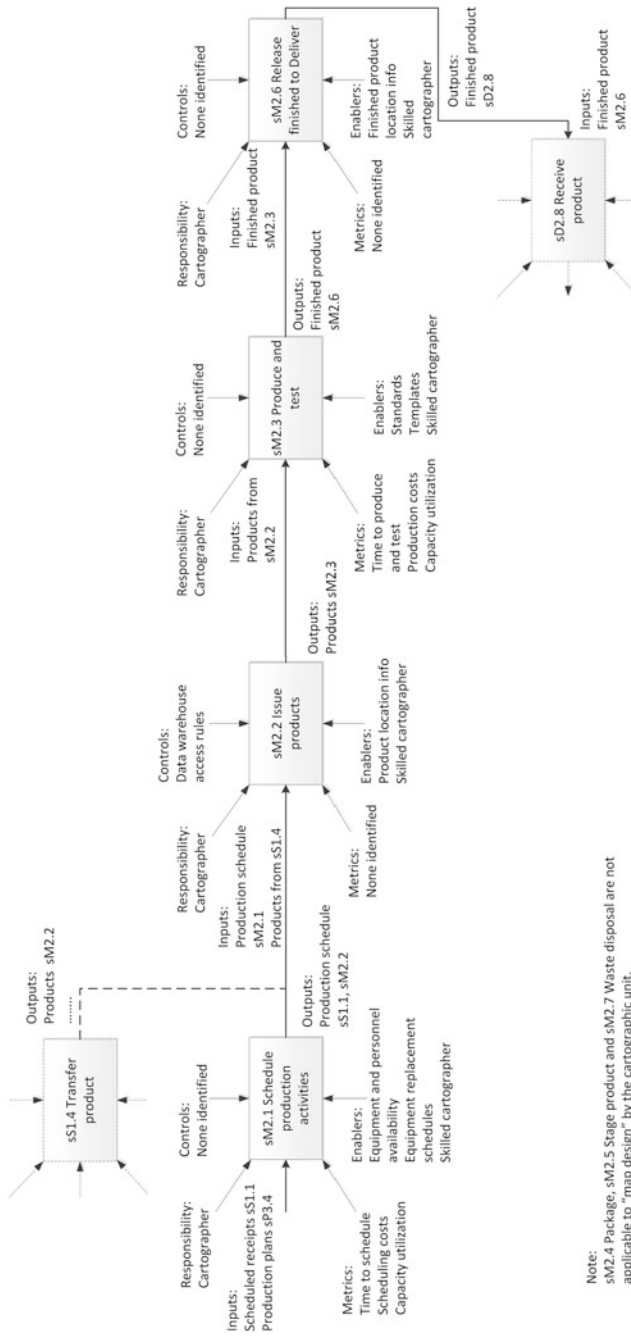 Outputs:
Products sM2.2
........
sS1.4 Transfer
product
Responsibility:
Cartographer
Controls:
None identified
Inputs:
Scheduled receipts sS1.1
Production plans sP3.4
sM2.1 Schedule
production
activities
Outputs:
Production schedule
sS1.1, sM2.2
Metrics:
Time to schedule
Scheduling costs
Capacity utilization
Enablers:
Equipment and personnel
availability
Equipment replacement
schedules
Skilled cartographer
Responsibility:
Cartographer
Controls:
Data warehouse
access rules
Inputs:
Production schedule
sM2.1
Products from sS1.4
sM2.2 Issue
products
Outputs:
Products sM2.3
Metrics:
None identified
Enablers:
Product location info
Skilled cartographer
Responsibility:
Cartographer
Controls:
None identified
Inputs:
Products from
sM2.2
sM2.3 Produce and
test
Outputs:
Finished product
sM2.6
Metrics:
Time to produce
and test
Production costs
Capacity utilization
Enablers:
Standards
Templates
Skilled cartographer
Responsibility:
Cartographer
Controls:
None identified
Inputs:
Finished product
sM2.3
sM2.6 Release
finished to Deliver
Metrics:
None identified
Enablers:
Finished product
location info
Skilled
cartographer
Outputs:
Finished product
sD2.8
sD2.8 Receive
product
Inputs:
Finished product
sM2.6
Note:
sM2.4 Package, sM2.5 Stage product and sM2.7 Waste disposal are not
applicable to “map design” by the cartographic unit.